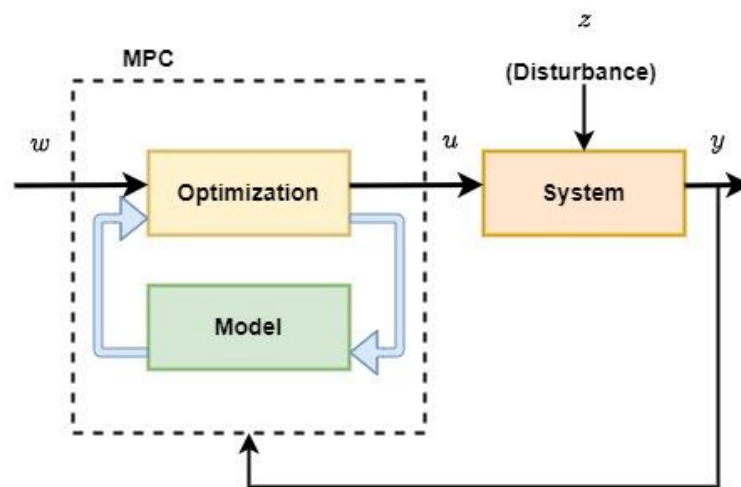 z
MPC
(Disturbance)
w
u
y
Optimization
System
Model